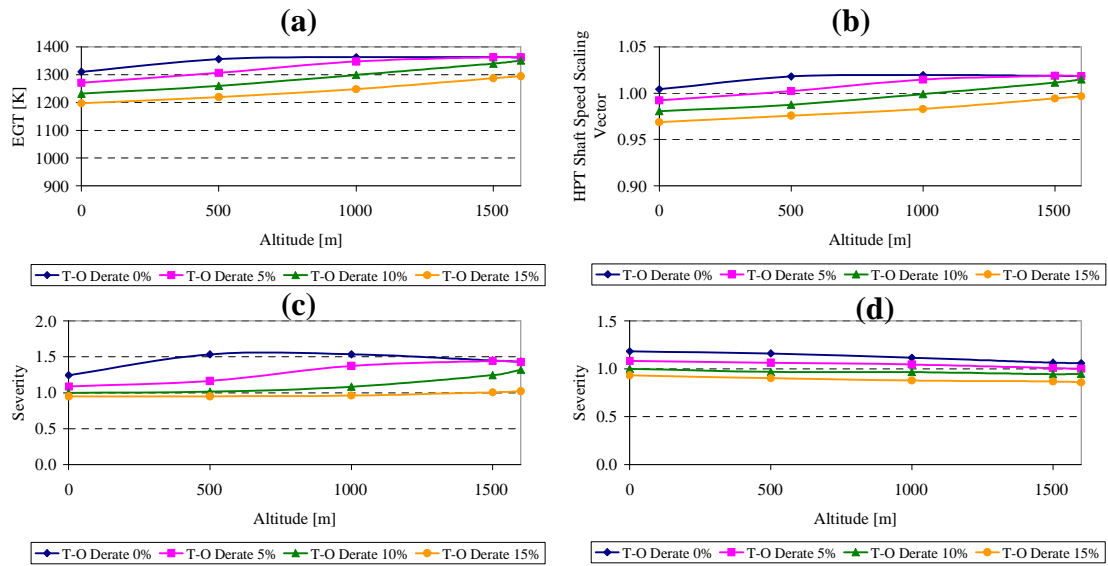 (a)
1400
1300
1200
1100
1000
900
EGT [K]
0 500 1000 1500
Altitude [m]
T-O Derate 0% T-O Derate 5% T-O Derate 10% T-O Derate 15%
(b)
1.05
1.00
0.95
0.90
HPT Shaft Speed Scaling
Vector
0 500 1000 1500
Altitude [m]
T-O Derate 0% T-O Derate 5% T-O Derate 10% T-O Derate 15%
(c)
2.0
1.5
1.0
0.5
0.0
Severity
0 500 1000 1500
Altitude [m]
T-O Derate 0% T-O Derate 5% T-O Derate 10% T-O Derate 15%
(d)
1.5
1.0
0.5
0.0
Severity
0 500 1000 1500
Altitude [m]
T-O Derate 0% T-O Derate 5% T-O Derate 10% T-O Derate 15%